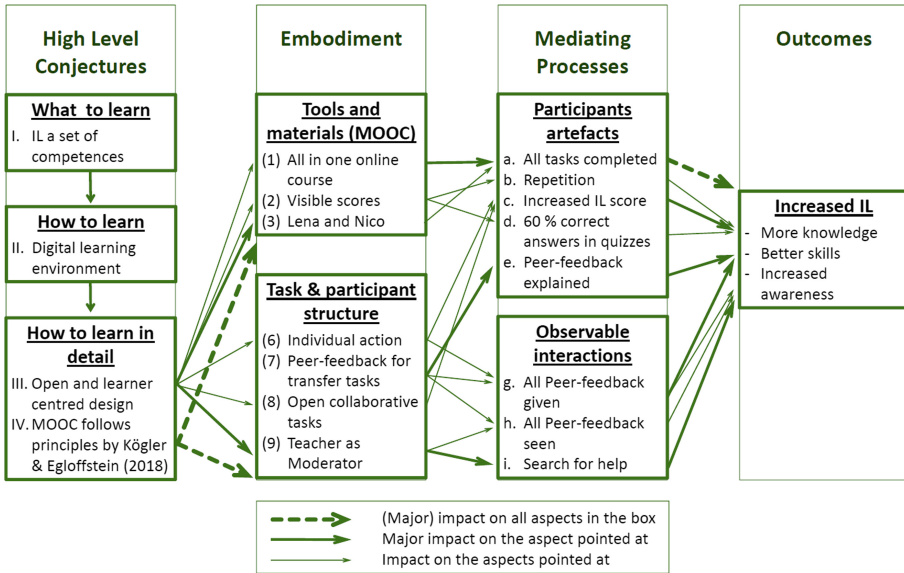 High Level
Conjectures
What to learn
I. IL a set of
competences
How to learn
II. Digital learning
environment
How to learn in
detail
III. Open and learner
centred design
IV. MOOC follows
principles by Kögler
& Egloffstein (2018)
Embodiment
Tools and
materials (MOOC)
(1) All in one online
course
(2) Visible scores
(3) Lena and Nico
Task & participant
structure
(6) Individual action
(7) Peer-feedback for
transfer tasks
(8) Open collaborative
tasks
(9) Teacher as
Moderator
Mediating
Processes
Participants
artefacts
a. All tasks completed
b. Repetition
c. Increased IL score
d. 60 % correct
answers in quizzes
e. Peer-feedback
explained
Observable
interactions
g. All Peer-feedback
given
h. All Peer-feedback
seen
i. Search for help
Outcomes
Increased IL
- More knowledge
- Better skills
- Increased
awareness
(Major) impact on all aspects in the box
Major impact on the aspect pointed at
Impact on the aspects pointed at